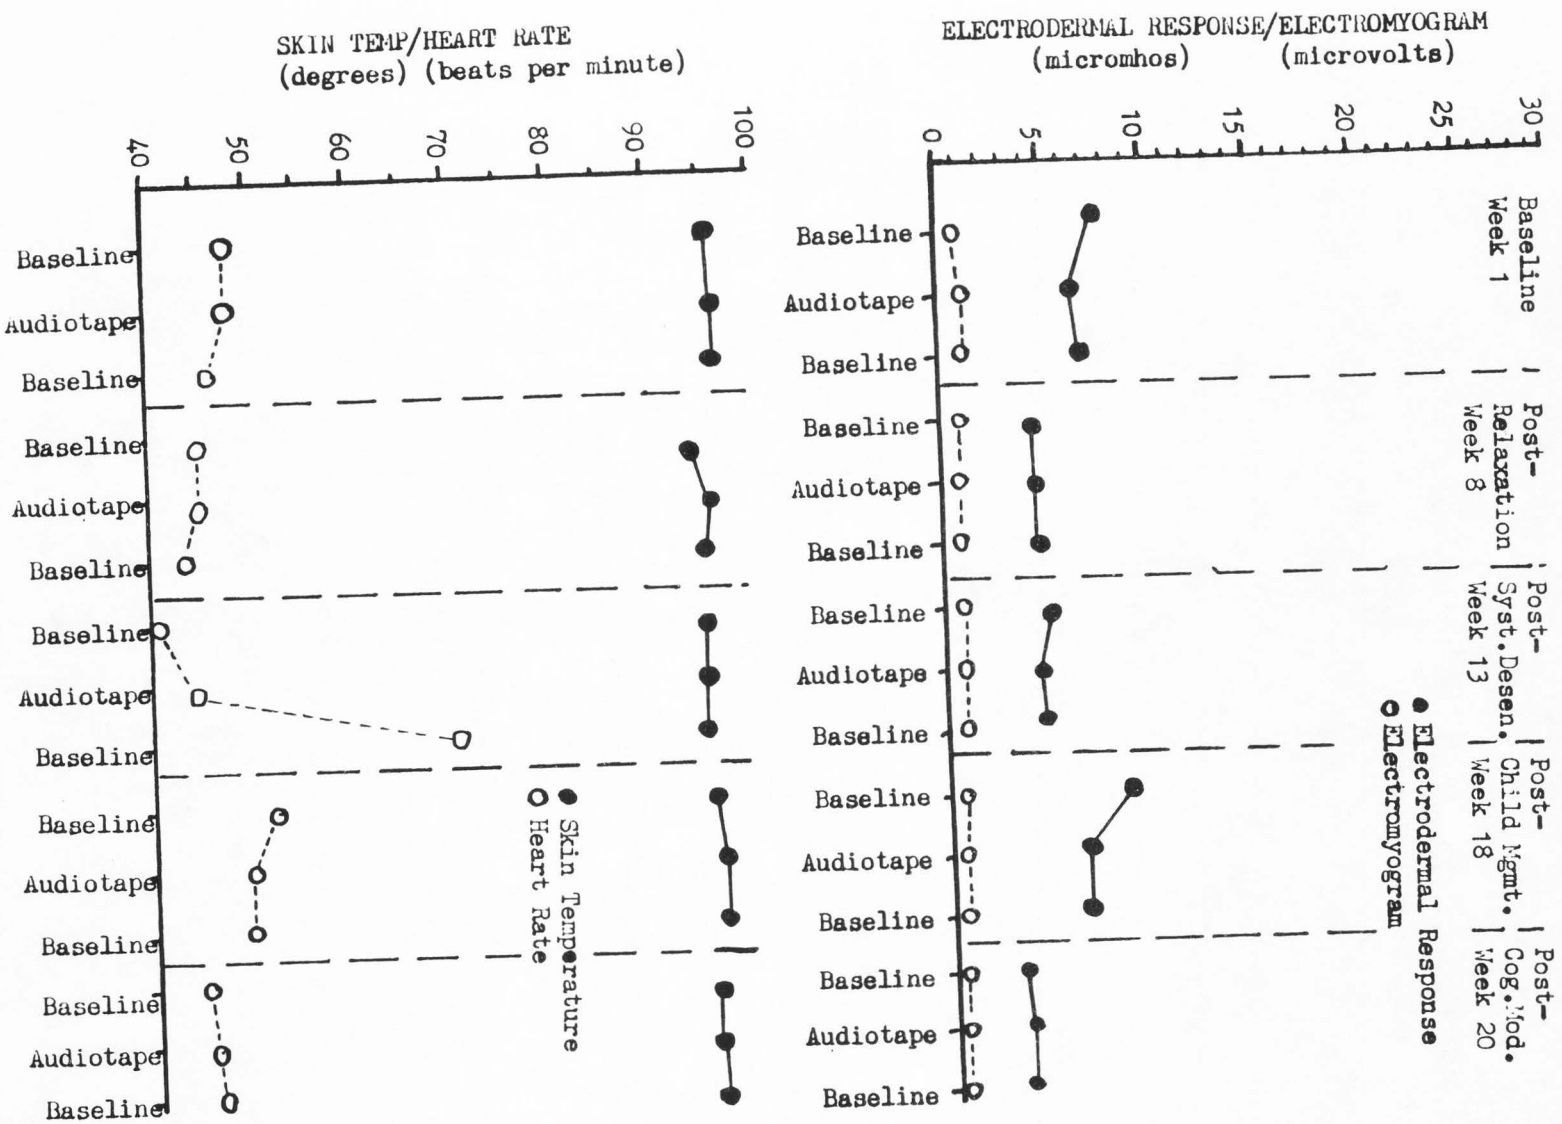 SKIN TEMP/HEART RATE
(degrees) (beats per minute)
40
50
60
70
80
90
100
Baseline
Audiotape
Baseline
Baseline
Audiotape
Baseline
Baseline
Audiotape
Baseline
Baseline
Audiotape
Baseline
Baseline
Audiotape
Baseline
Skin Temperature
Heart Rate
ELECTRODERMAL RESPONSE/ELECTROMYOGRAM
(micromhos) (microvolts)
0
5
10
15
20
25
30
Baseline
Audiotape
Baseline
Baseline
Audiotape
Baseline
Baseline
Audiotape
Baseline
Baseline
Audiotape
Baseline
Baseline
Audiotape
Baseline
Baseline
Week 1
Post-
Relaxation
Week 8
Post-
Syst.Desen.
Week 13
Post-
Child Mgmt.
Week 18
Post-
Cog.Mod.
Week 20
Electrodermal Response
Electromyogram